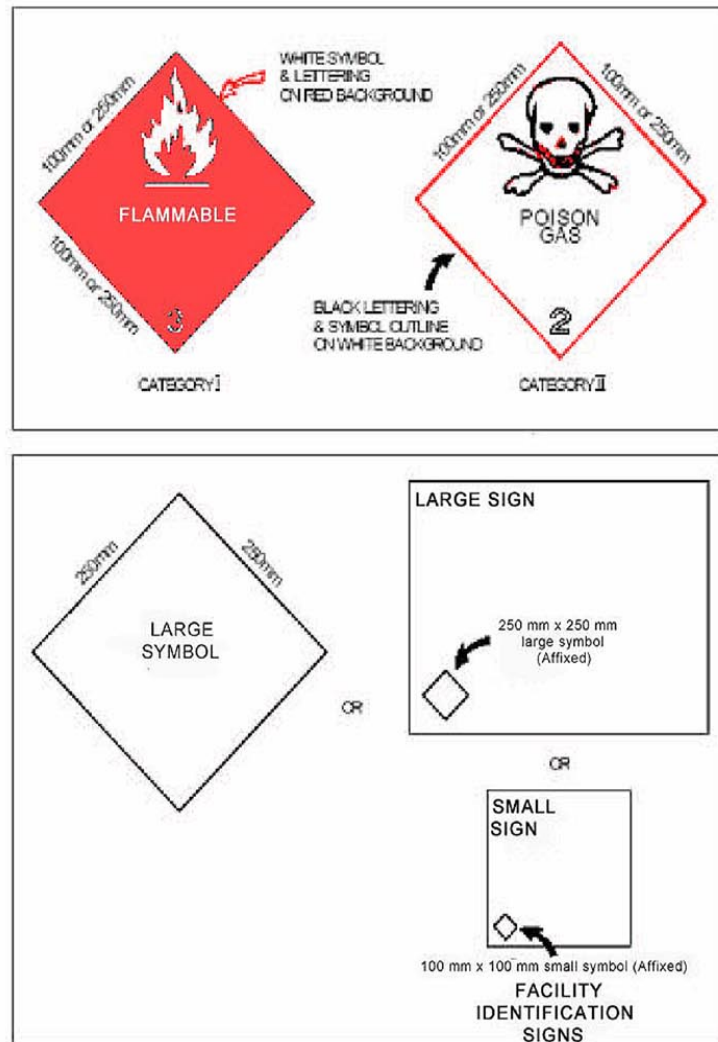 WHITE SYMBOL
& LETTERING
ON RED BACKGROUND
100mm or 250mm
100mm or 250mm
FLAMMABLE
3
CATEGORY I
100mm or 250mm
100mm or 250mm
POISON
GAS
2
BLACK LETTERING
& SYMBOL OUTLINE
ON WHITE BACKGROUND
CATEGORY II
250mm
250mm
LARGE
SYMBOL
OR
LARGE SIGN
250 mm x 250 mm
large symbol
(Affixed)
OR
SMALL
SIGN
100 mm x 100 mm small symbol (Affixed)
FACILITY
IDENTIFICATION
SIGNS